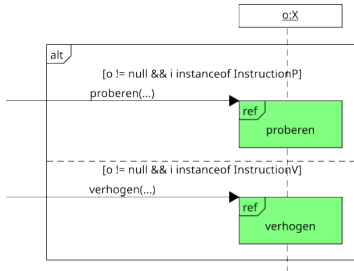 o:X
alt
[o != null && i instanceof InstructionP]
proberen(...)
ref
proberen
[o != null && i instanceof InstructionV]
verhogen(...)
ref
verhogen